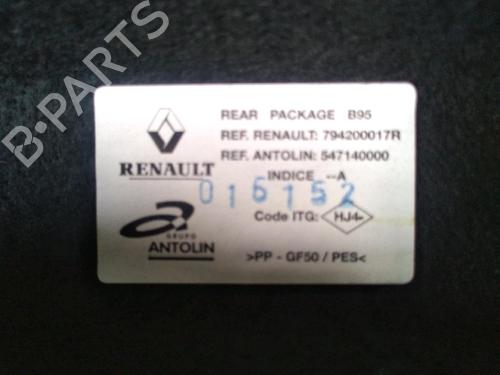 B-PARTS
REAR PACKAGE B95
REF. RENAULT: 794200017R
RENAULT
REF. ANTOLIN: 547140000
INDICE --A
016152
Code ITG: HJ4-
GRUPO
ANTOLIN
>PP - GF50 / PES<